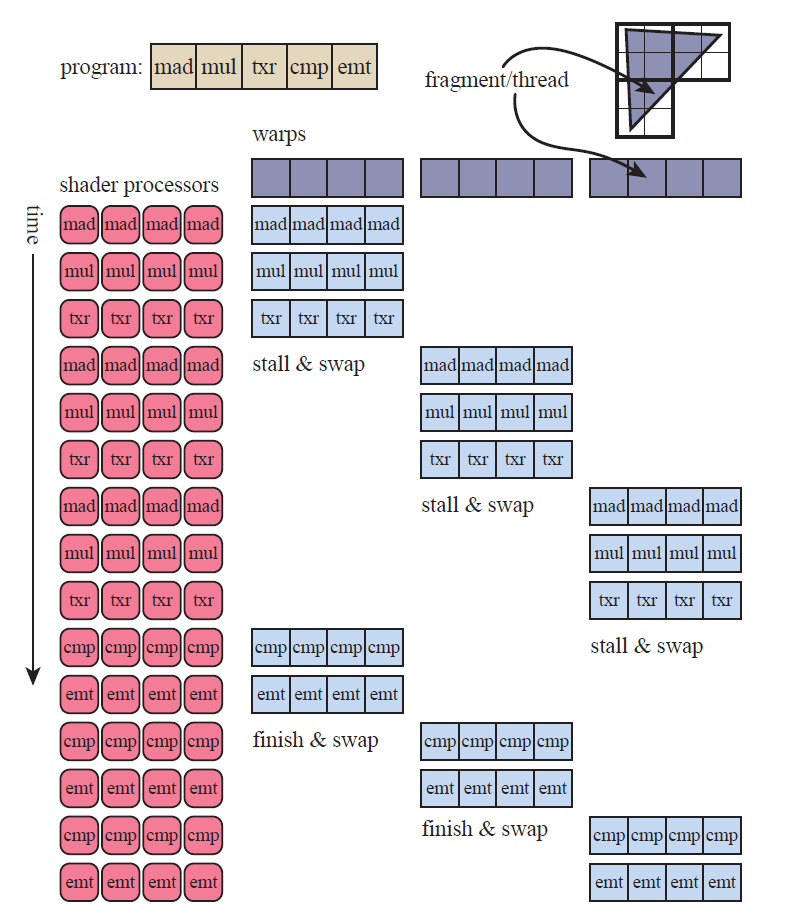 program: mad mul txr cmp emt
fragment/thread
warps
shader processors
time
mad mad mad mad mad mad mad mad
mul mul mul mul mul mul mul mul
txr txr txr txr txr txr txr txr
stall & swap
mad mad mad mad mad mad mad mad
mul mul mul mul mul mul mul mul
txr txr txr txr txr txr txr txr
stall & swap
mad mad mad mad mad mad mad mad
mul mul mul mul mul mul mul mul
txr txr txr txr txr txr txr txr
stall & swap
cmp cmp cmp cmp cmp cmp cmp cmp
emt emt emt emt emt emt emt emt
finish & swap
cmp cmp cmp cmp cmp cmp cmp cmp
emt emt emt emt emt emt emt emt
finish & swap
cmp cmp cmp cmp cmp cmp cmp cmp
emt emt emt emt emt emt emt emt